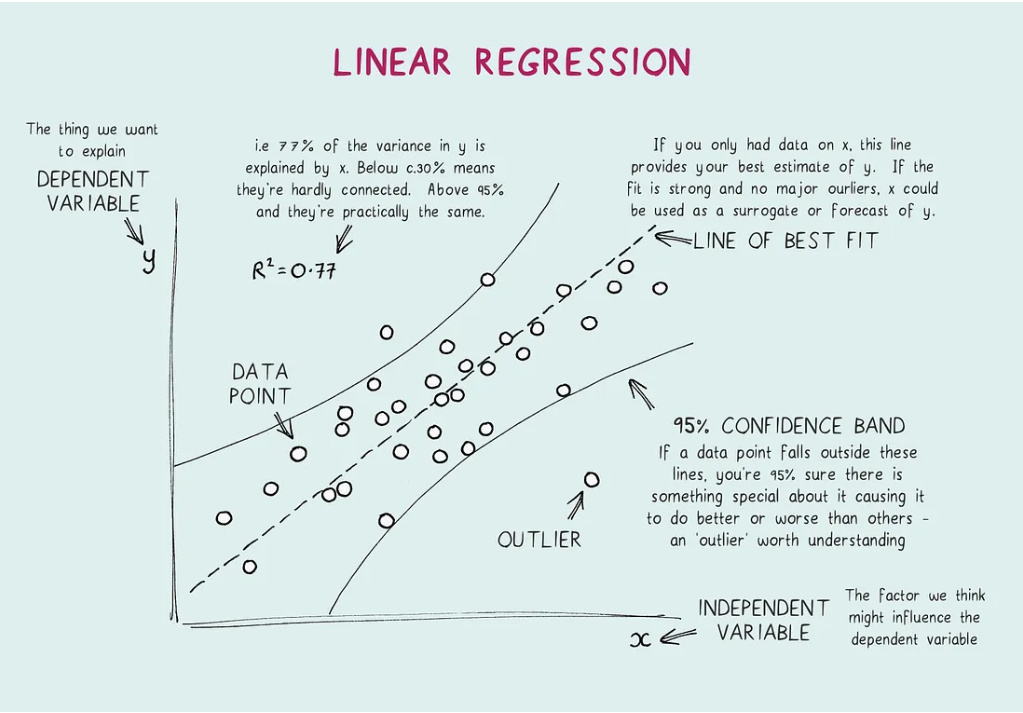 LINEAR REGRESSION
The thing we want
to explain
DEPENDENT
VARIABLE
y
i.e 77% of the variance in y is
explained by x. Below c.30% means
they're hardly connected. Above 95%
and they're practically the same.
R²=0.77
If you only had data on x, this line
provides your best estimate of y. If the
fit is strong and no major ourliers, x could
be used as a surrogate or forecast of y.
LINE OF BEST FIT
DATA
POINT
95% CONFIDENCE BAND
If a data point falls outside these
lines, you're 95% sure there is
something special about it causing it
to do better or worse than others -
an 'outlier' worth understanding
OUTLIER
INDEPENDENT
VARIABLE
x
The factor we think
might influence the
dependent variable